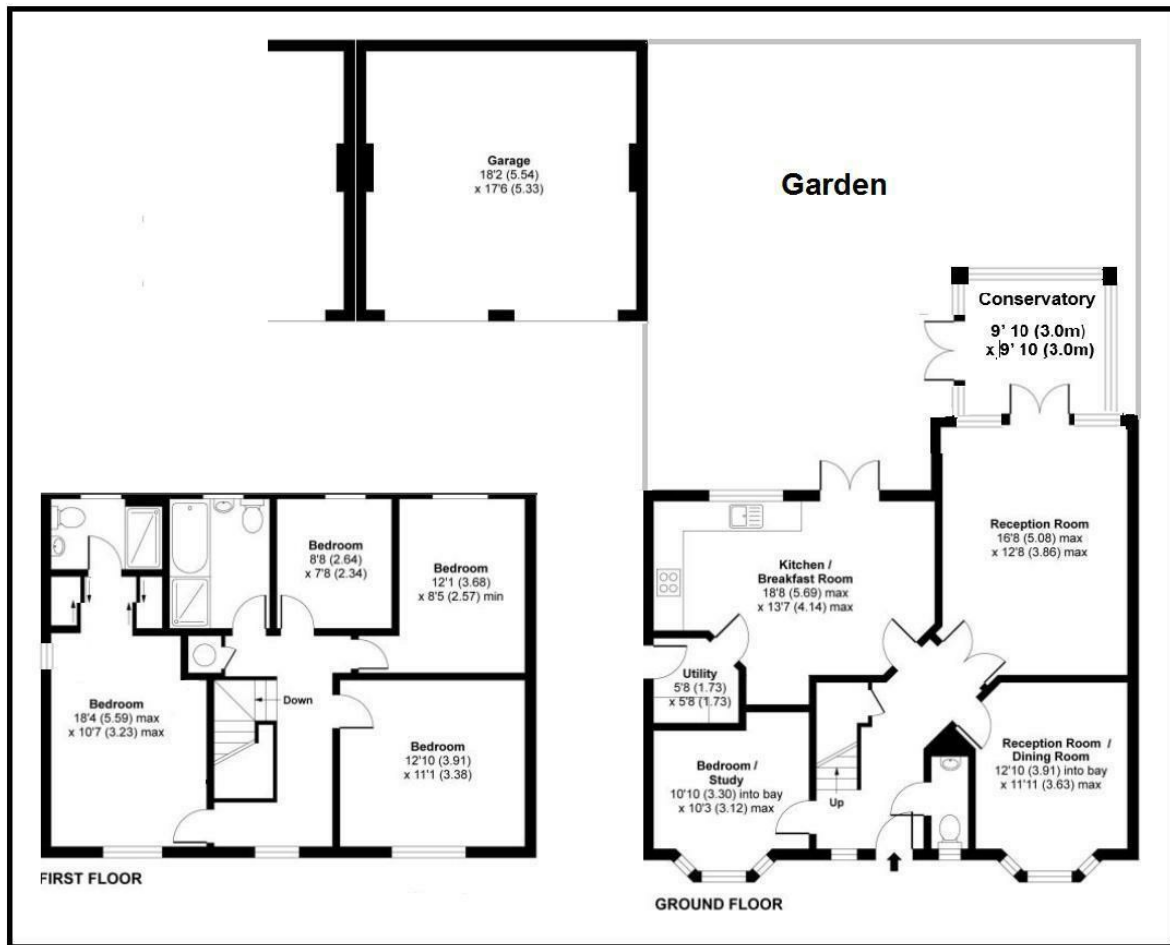 Garage
18'2 (5.54)
x 17'6 (5.33)
Garden
Conservatory
9' 10 (3.0m)
x 9' 10 (3.0m)
Bedroom
8'8 (2.64)
x 7'8 (2.34)
Bedroom
12'1 (3.68)
x 8'5 (2.57) min
Bedroom
18'4 (5.59) max
x 10'7 (3.23) max
Down
Bedroom
12'10 (3.91)
x 11'1 (3.38)
FIRST FLOOR
Reception Room
16'8 (5.08) max
x 12'8 (3.86) max
Kitchen /
Breakfast Room
18'8 (5.69) max
x 13'7 (4.14) max
Utility
5'8 (1.73)
x 5'8 (1.73)
Bedroom /
Study
10'10 (3.30) into bay
x 10'3 (3.12) max
Up
Reception Room /
Dining Room
12'10 (3.91) into bay
x 11'11 (3.63) max
GROUND FLOOR